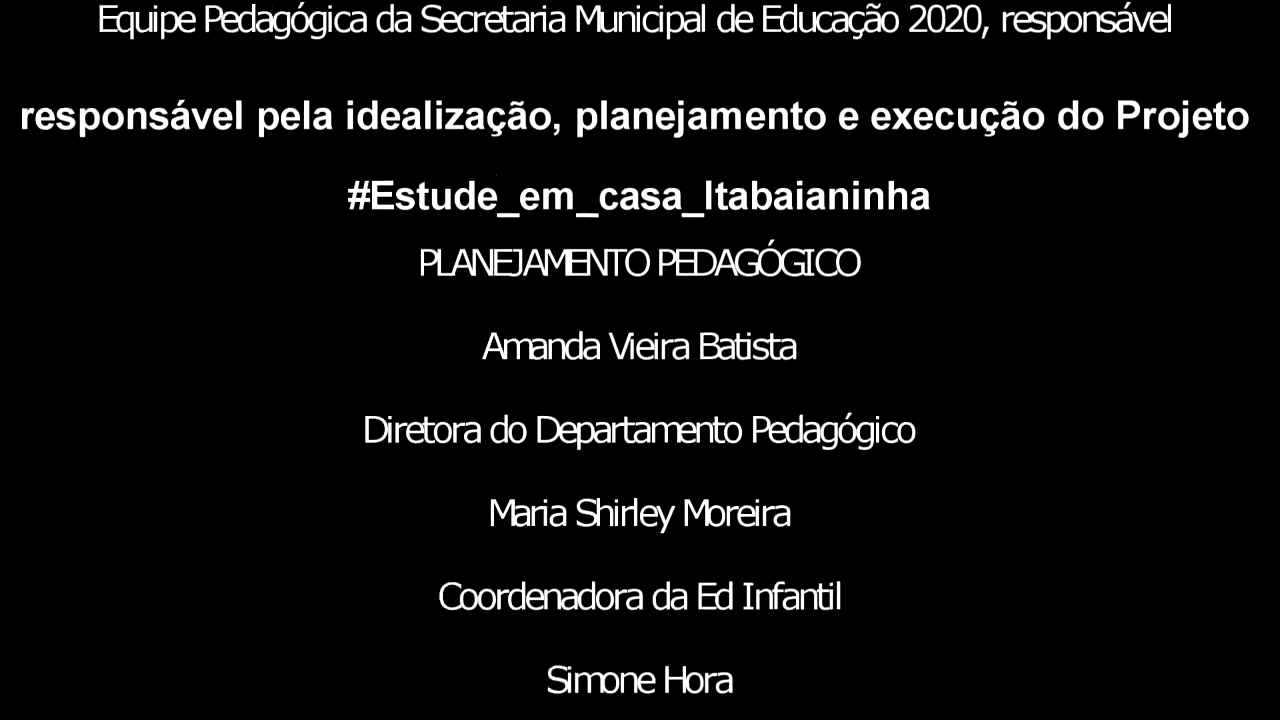 Equipe Pedagógica da Secretaria Municipal de Educação 2020, responsável
responsável pela idealização, planejamento e execução do Projeto
#Estude_em_casa_Itabaianinha
PLANEJAMENTO PEDAGÓGICO
Amanda Vieira Batista
Diretora do Departamento Pedagógico
Maria Shirley Moreira
Coordenadora da Ed Infantil
Simone Hora